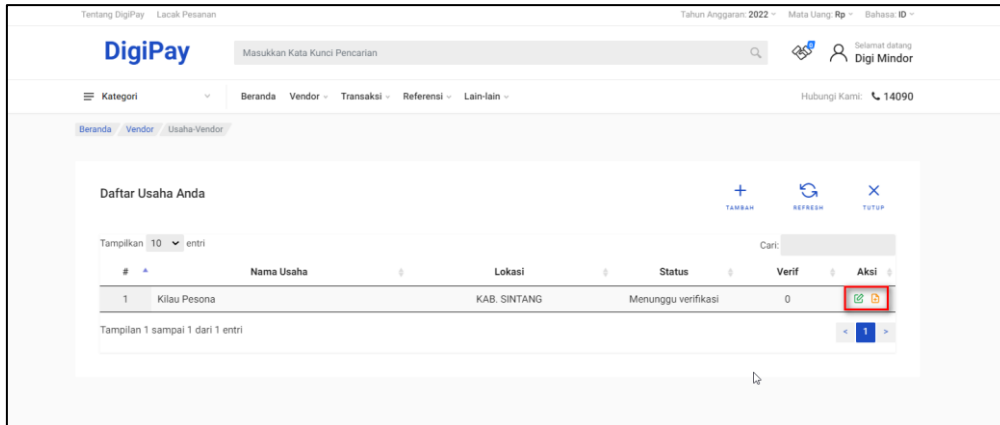 Tentang DigiPay Lacak Pesanan Tahun Anggaran: 2022 Mata Uang: Rp Bahasa: ID
DigiPay Masukkan Kata Kunci Pencarian Selamat datang
Digi Mindor
Kategori Beranda Vendor Transaksi Referensi Lain-lain Hubungi Kami: 14090
Beranda Vendor Usaha-Vendor
Daftar Usaha Anda
TAMBAH REFRESH TUTUP
Tampilkan 10 entri Cari:
# Nama Usaha Lokasi Status Verif Aksi
1 Kilau Pesona KAB. SINTANG Menunggu verifikasi 0
Tampilan 1 sampai 1 dari 1 entri < 1 >